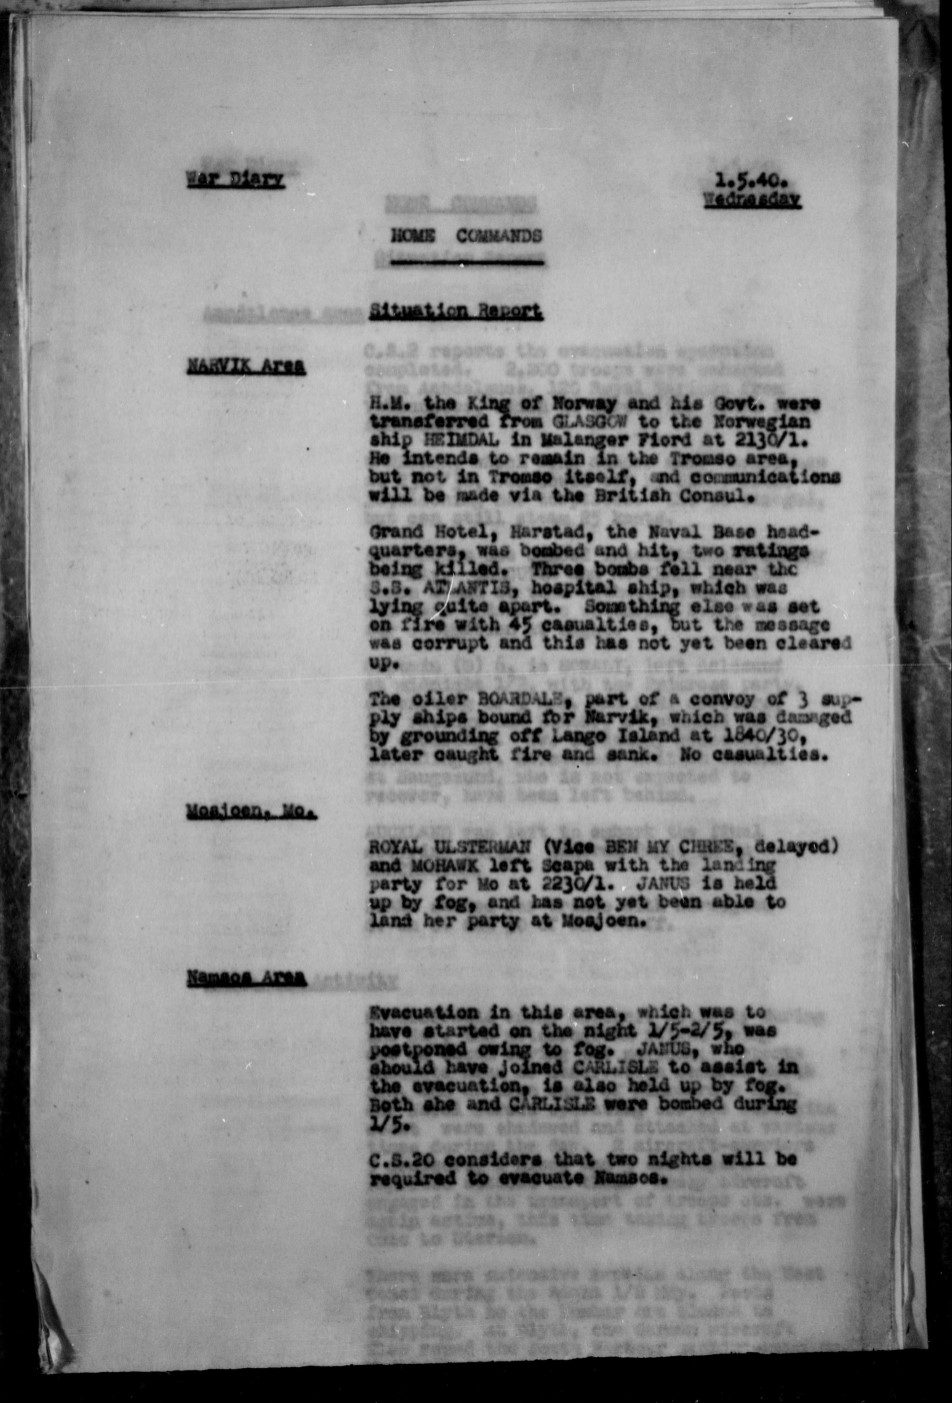 War Diary
1.5.40.
Wednesday
HOME COMMANDS
Situation Report
NARVIK Area
H.M. the King of Norway and his Govt. were
transferred from GLASGOW to the Norwegian
ship HEIMDAL in Malanger Fiord at 2130/1.
He intends to remain in the Tromso area,
but not in Tromso itself, and communications
will be made via the British Consul.
Grand Hotel, Harstad, the Naval Base head-
quarters, was bombed and hit, two ratings
being killed. Three bombs fell near the
S.S. ATLANTIS, hospital ship, which was
lying quite apart. Something else was set
on fire with 45 casualties, but the message
was corrupt and this has not yet been cleared
up.
The oiler BOARDALE, part of a convoy of 3 sup-
ply ships bound for Narvik, which was damaged
by grounding off Lango Island at 1840/30,
later caught fire and sank. No casualties.
Mosjoen, Mo.
ROYAL ULSTERMAN (Vice BEN MY CHREE, delayed)
and MOHAWK left Scapa with the landing
party for Mo at 2230/1. JANUS is held
up by fog, and has not yet been able to
land her party at Mosjoen.
Namsos Area
Evacuation in this area, which was to
have started on the night 1/5-2/5, was
postponed owing to fog. JANUS, who
should have joined CARLISLE to assist in
the evacuation, is also held up by fog.
Both she and CARLISLE were bombed during
1/5.
C.S.20 considers that two nights will be
required to evacuate Namsos.